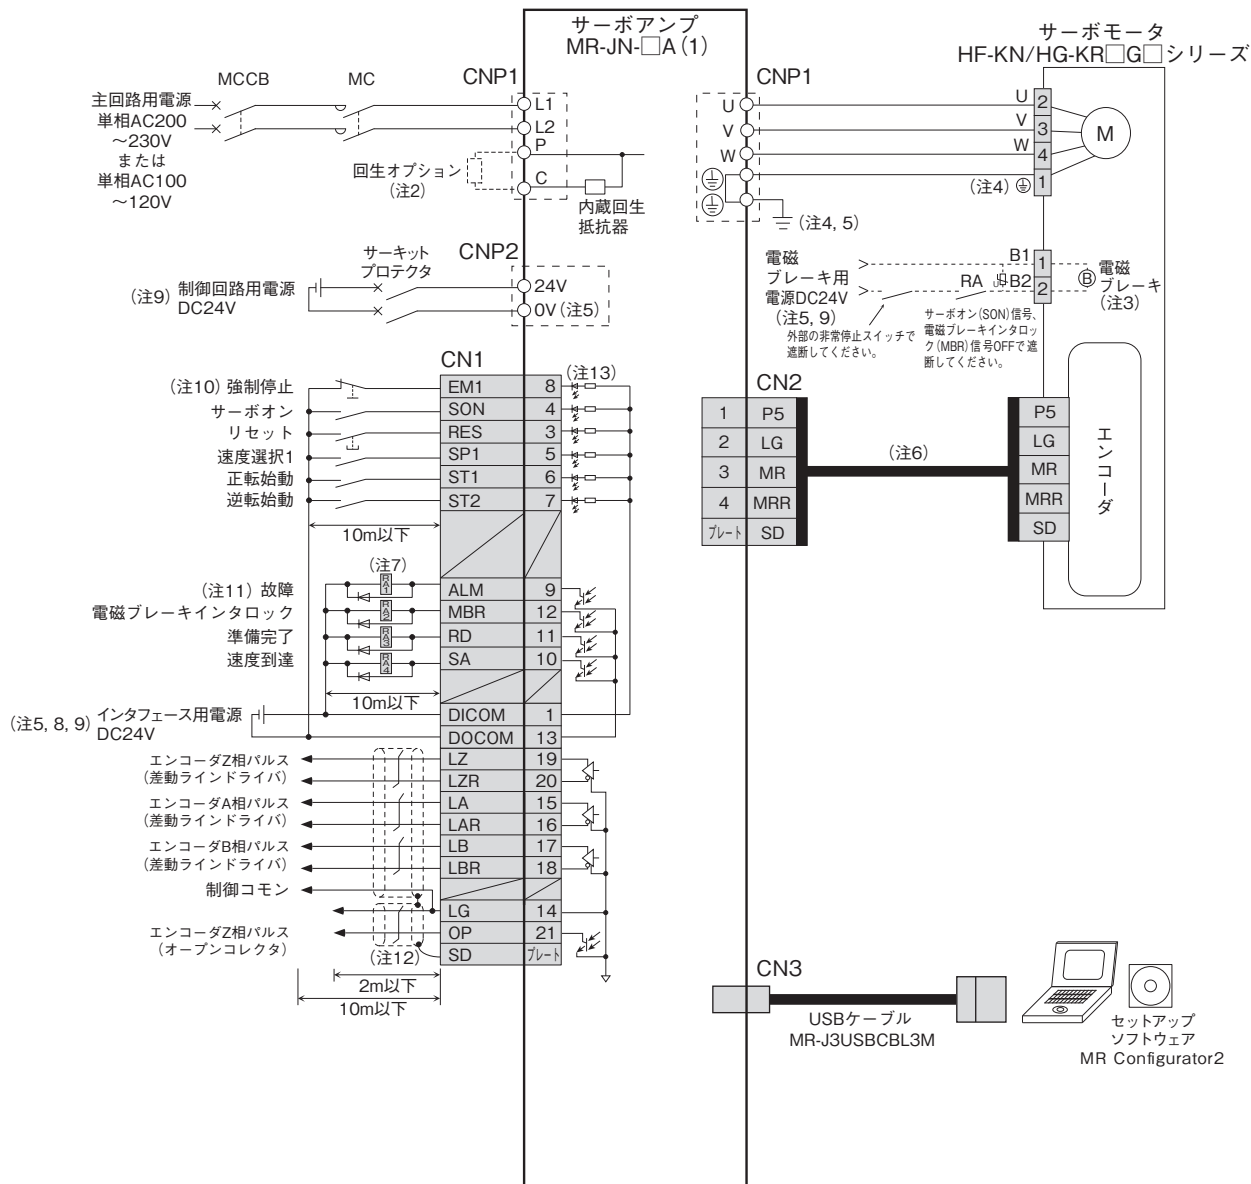 サーボアンプ
MR-JN-□A(1)
サーボモータ
HF-KN/HG-KR□G□シリーズ
MCCB
MC
CNP1
主回路用電源
単相AC200
～230V
または
単相AC100
～120V
L1
L2
P
C
回生オプション
(注2)
内蔵回生
抵抗器
CNP1
U
V
W
U
V
W
2
3
4
1
M
(注4)
(注4, 5)
CNP2
サーキット
プロテクタ
(注9)
制御回路用電源
DC24V
24V
0V(注5)
電磁
ブレーキ用
電源DC24V
(注5, 9)
外部の非常停止スイッチで
遮断してください。
RA
B1
B2
1
2
B
電磁
ブレーキ
(注3)
サーボオン(SON)信号、
電磁ブレーキインタロッ
ク(MBR)信号OFFで遮
断してください。
CN1
(注13)
(注10) 強制停止 EM1 8
サーボオン SON 4
リセット RES 3
速度選択1 SP1 5
正転始動 ST1 6
逆転始動 ST2 7
10m以下
(注7)
(注11) 故障 RA1 ALM 9
電磁ブレーキインタロック RA2 MBR 12
準備完了 RA3 RD 11
速度到達 RA4 SA 10
10m以下
(注5, 8, 9)
インタフェース用電源
DC24V
DICOM 1
DOCOM 13
エンコーダZ相パルス
(差動ラインドライバ)
LZ 19
LZR 20
エンコーダA相パルス
(差動ラインドライバ)
LA 15
LAR 16
エンコーダB相パルス
(差動ラインドライバ)
LB 17
LBR 18
制御コモン
LG 14
エンコーダZ相パルス
(オープンコレクタ)
OP 21
SD プレート
(注12)
2m以下
10m以下
CN2
1 P5
2 LG
3 MR
4 MRR
プレート SD
(注6)
P5
LG
MR
MRR
SD
エンコーダ
CN3
USBケーブル
MR-J3USBCBL3M
セットアップ
ソフトウェア
MR Configurator2